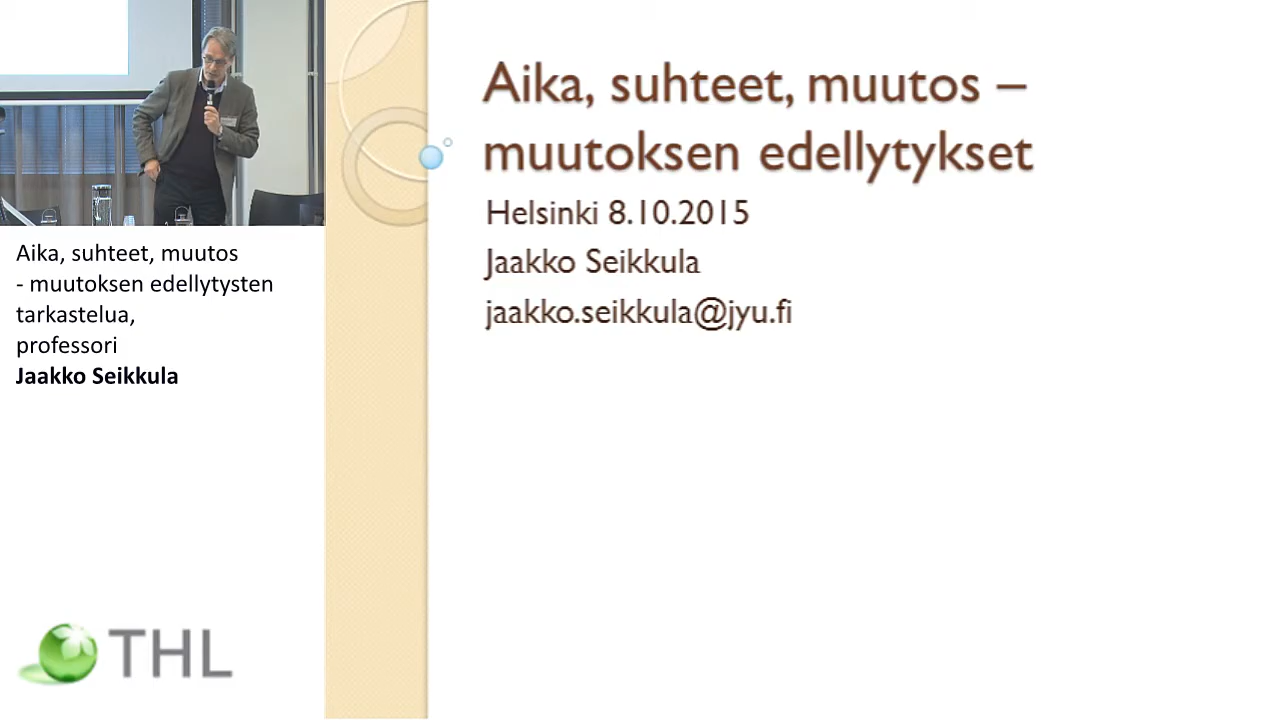 Aika, suhteet, muutos –
muutoksen edellytykset
Helsinki 8.10.2015
Jaakko Seikkula
jaakko.seikkula@jyu.fi
Aika, suhteet, muutos
- muutoksen edellytysten
tarkastelua,
professori
Jaakko Seikkula
THL